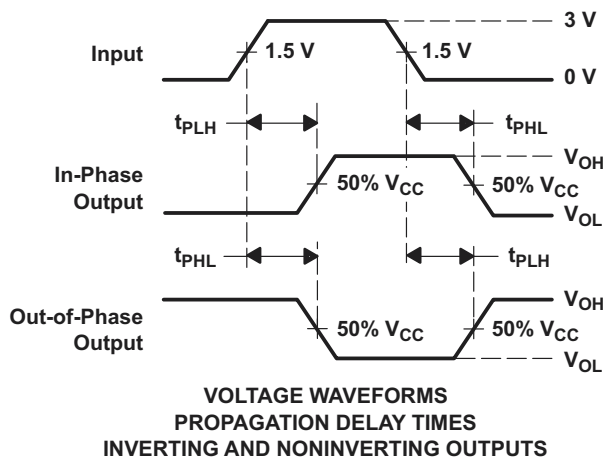 3 V
Input
1.5 V
1.5 V
0 V
tPLH
tPHL
VOH
In-Phase
Output
50% VCC
50% VCC
VOL
tPHL
tPLH
VOH
Out-of-Phase
Output
50% VCC
50% VCC
VOL
VOLTAGE WAVEFORMS
PROPAGATION DELAY TIMES
INVERTING AND NONINVERTING OUTPUTS